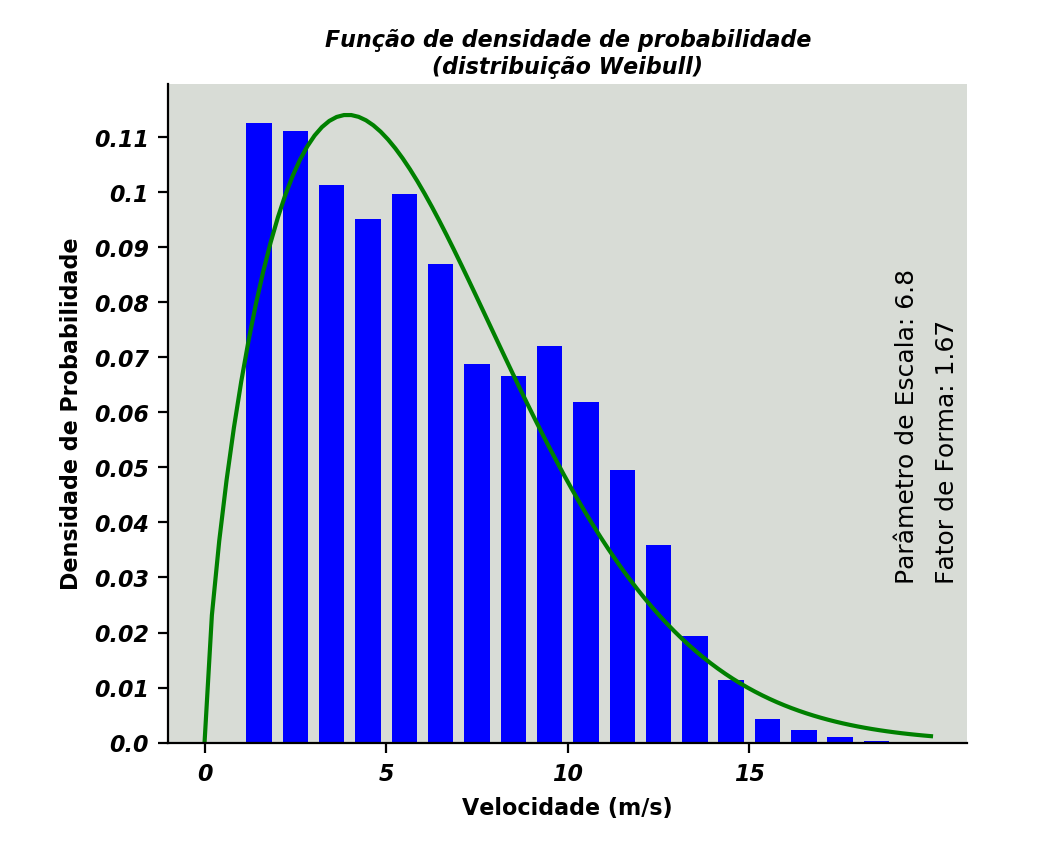 Função de densidade de probabilidade
(distribuição Weibull)
Densidade de Probabilidade
0.11
0.1
0.09
0.08
0.07
0.06
0.05
0.04
0.03
0.02
0.01
0.0
Parâmetro de Escala: 6.8
Fator de Forma: 1.67
0 5 10 15
Velocidade (m/s)